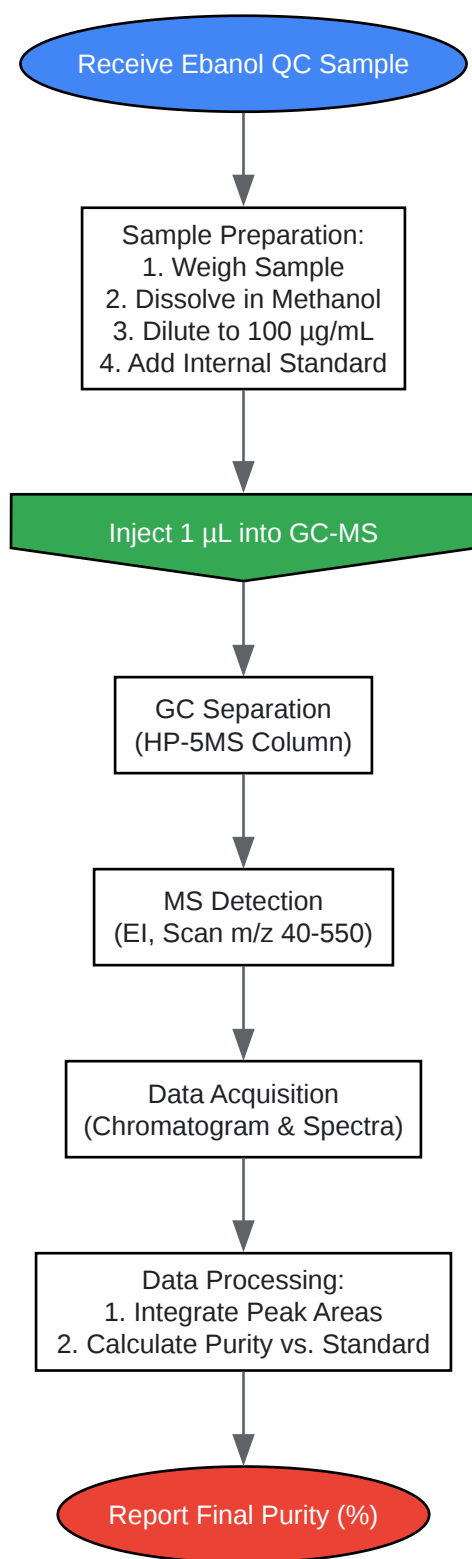 Receive Ebanol QC Sample
Sample Preparation:
1. Weigh Sample
2. Dissolve in Methanol
3. Dilute to 100 µg/mL
4. Add Internal Standard
Inject 1 µL into GC-MS
GC Separation
(HP-5MS Column)
MS Detection
(EI, Scan m/z 40-550)
Data Acquisition
(Chromatogram & Spectra)
Data Processing:
1. Integrate Peak Areas
2. Calculate Purity vs. Standard
Report Final Purity (%)